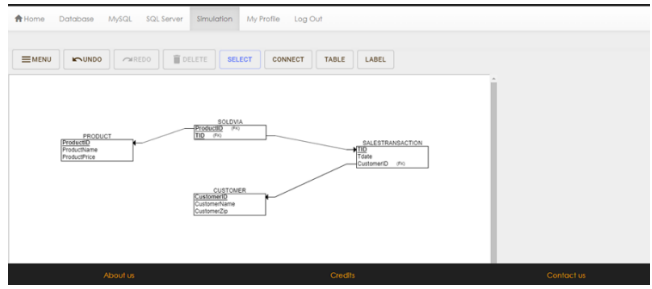 Home Database MySQL SQL Server Simulation My Profile Log Out
MENU UNDO REDO DELETE SELECT CONNECT TABLE LABEL
PRODUCT
ProductID
ProductName
ProductPrice
SOLDVIA
ProductID (FK)
TID (FK)
SALESTRANSACTION
TID
Tdate
CustomerID (FK)
CUSTOMER
CustomerID
CustomerName
CustomerZip
About us Credits Contact us